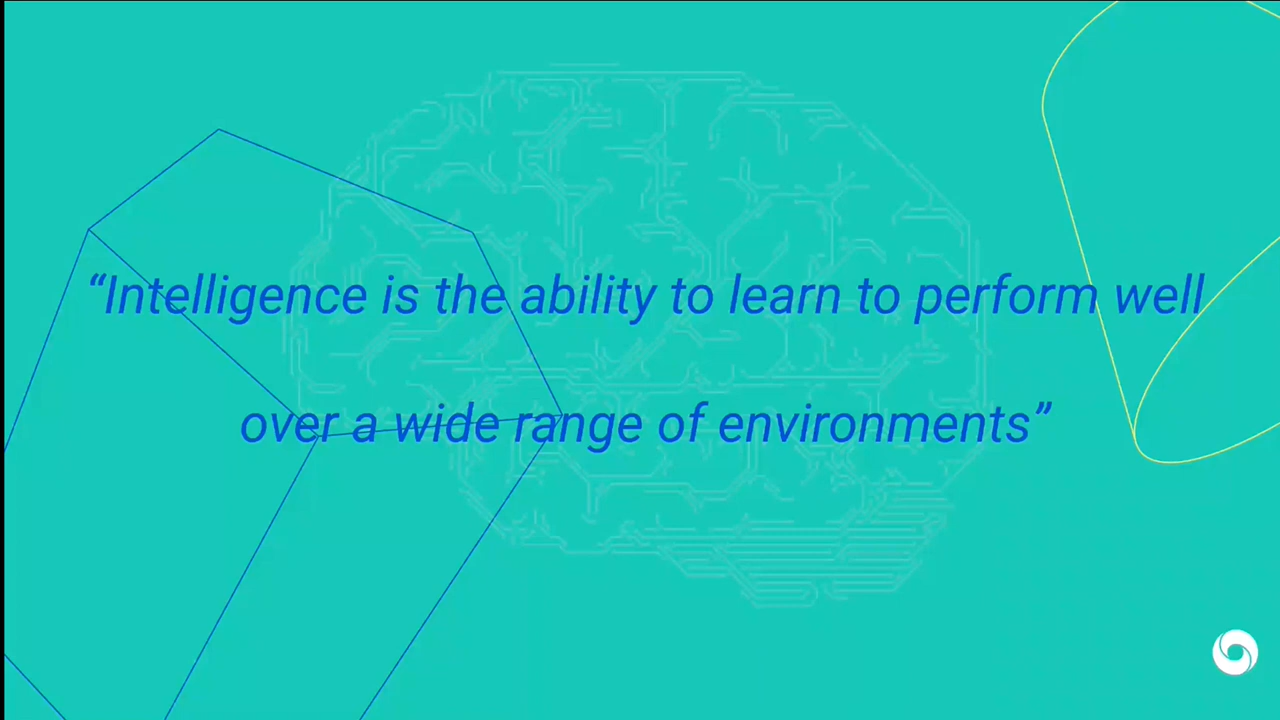 “Intelligence is the ability to learn to perform well
over a wide range of environments”